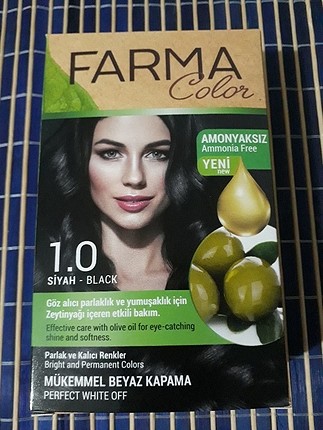 FARMA
Color
AMONYAKSIZ
Ammonia Free
YENİ
new
1.0
SİYAH - BLACK
Göz alıcı parlaklık ve yumuşaklık için
Zeytinyağı içeren etkili bakım.
Effective care with olive oil for eye-catching
shine and softness.
Parlak ve Kalıcı Renkler
Bright and Permanent Colors
MÜKEMMEL BEYAZ KAPAMA
PERFECT WHITE OFF